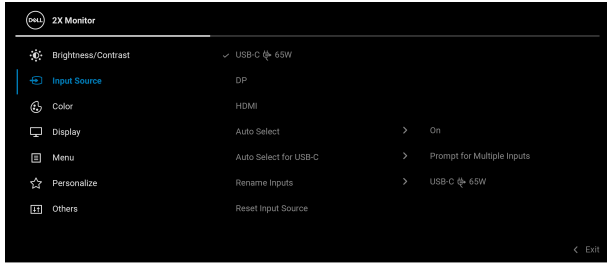 DELL 2X Monitor
Brightness/Contrast USB-C 65W
Input Source DP
Color HDMI
Display Auto Select On
Menu Auto Select for USB-C Prompt for Multiple Inputs
Personalize Rename Inputs USB-C 65W
Others Reset Input Source
Exit